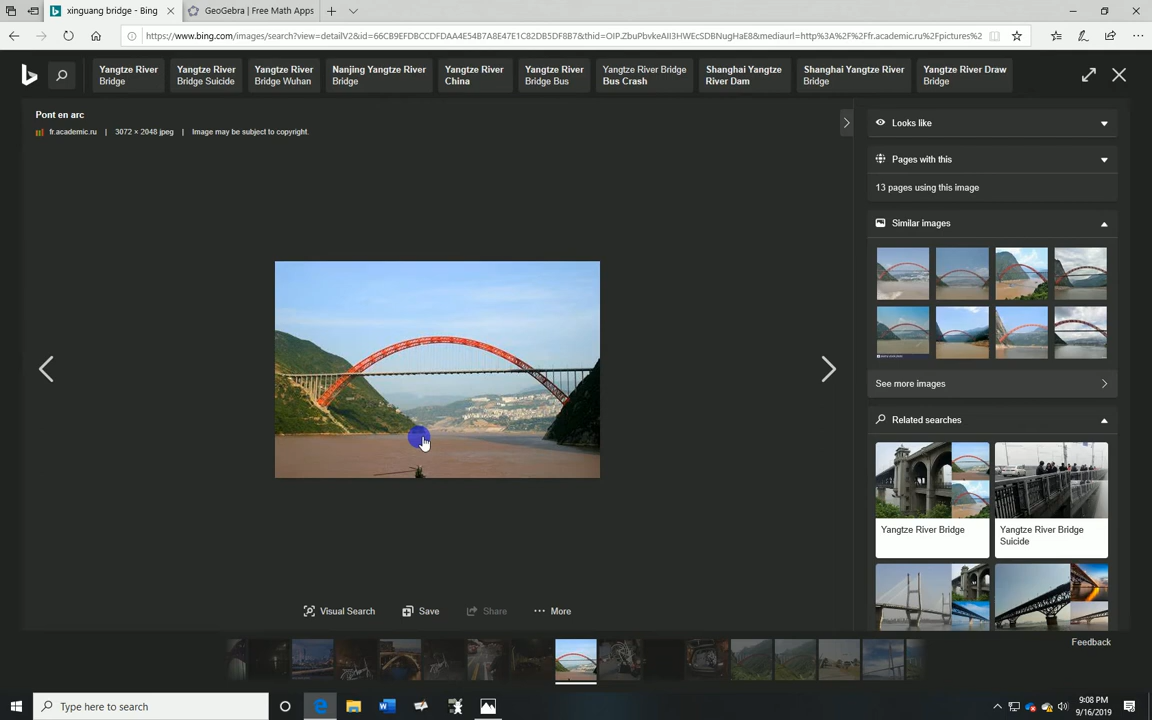 xinguang bridge - Bing
GeoGebra | Free Math Apps
https://www.bing.com/images/search?view=detailV2&id=66CB9EFDBCCDFDAA4E54B7A8E47E1C82DB5DF8B7&thid=OIP.ZbuPbvkeAII3HWEcSDBNugHaE8&mediaurl=http%3A%2F%2Ffr.academic.ru%2Fpictures%2
Yangtze River
Bridge
Yangtze River
Bridge Suicide
Yangtze River
Bridge Wuhan
Nanjing Yangtze River
Bridge
Yangtze River
China
Yangtze River
Bridge Bus
Yangtze River Bridge
Bus Crash
Shanghai Yangtze
River Dam
Shanghai Yangtze River
Bridge
Yangtze River Draw
Bridge
Pont en arc
fr.academic.ru | 3072 × 2048 jpeg | Image may be subject to copyright.
Looks like
Pages with this
13 pages using this image
Similar images
See more images
Related searches
Yangtze River Bridge
Yangtze River Bridge
Suicide
Visual Search
Save
Share
More
Feedback
Type here to search
9:08 PM
9/16/2019